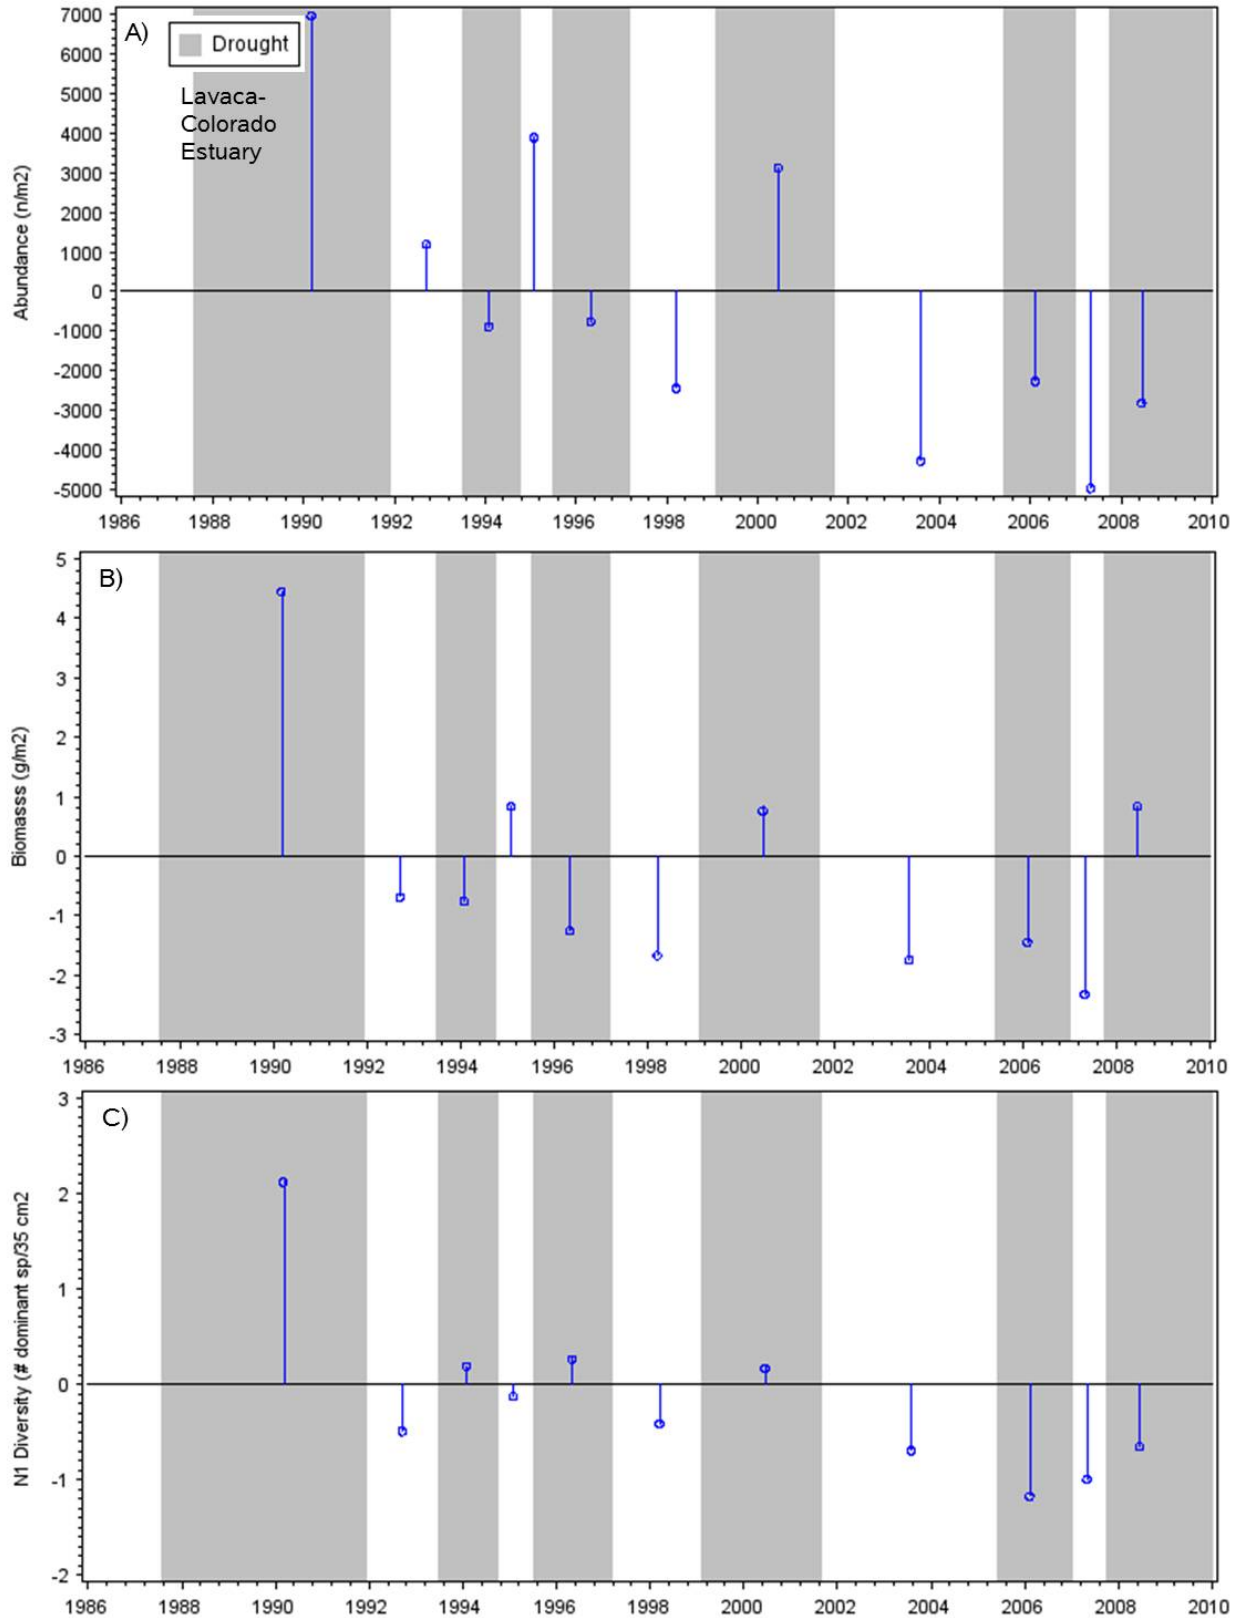 A)
Drought
Lavaca-
Colorado
Estuary
Abundance (n/m2)
7000
6000
5000
4000
3000
2000
1000
0
-1000
-2000
-3000
-4000
-5000
1986 1988 1990 1992 1994 1996 1998 2000 2002 2004 2006 2008 2010
B)
Biomasss (g/m2)
5
4
3
2
1
0
-1
-2
-3
1986 1988 1990 1992 1994 1996 1998 2000 2002 2004 2006 2008 2010
C)
N1 Diversity (# dominant sp/35 cm2
3
2
1
0
-1
-2
1986 1988 1990 1992 1994 1996 1998 2000 2002 2004 2006 2008 2010